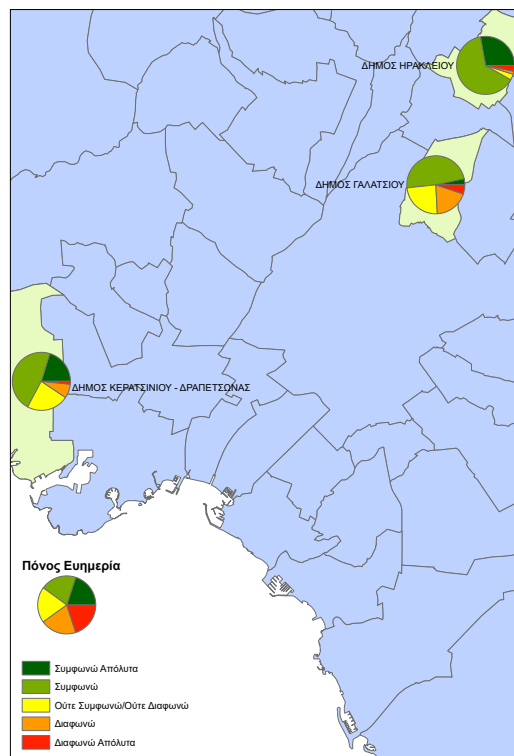 ΔΗΜΟΣ ΗΡΑΚΛΕΙΟΥ
ΔΗΜΟΣ ΓΑΛΑΤΣΙΟΥ
ΔΗΜΟΣ ΚΕΡΑΤΣΙΝΙΟΥ - ΔΡΑΠΕΤΣΩΝΑΣ
Πόνος Ευημερία
Συμφωνώ Απόλυτα
Συμφωνώ
Ούτε Συμφωνώ/Ούτε Διαφωνώ
Διαφωνώ
Διαφωνώ Απόλυτα